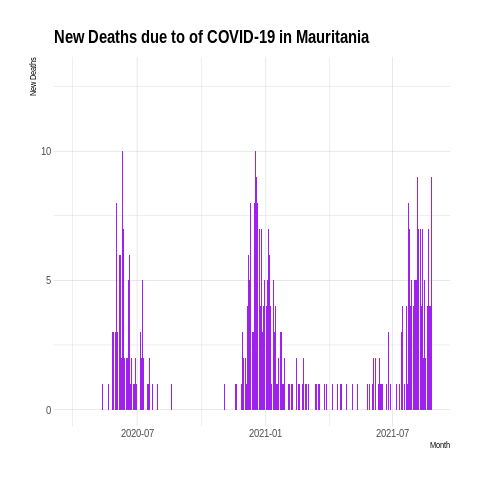 New Deaths due to of COVID-19 in Mauritania
New Deaths
10
5
0
2020-07
2021-01
2021-07
Month